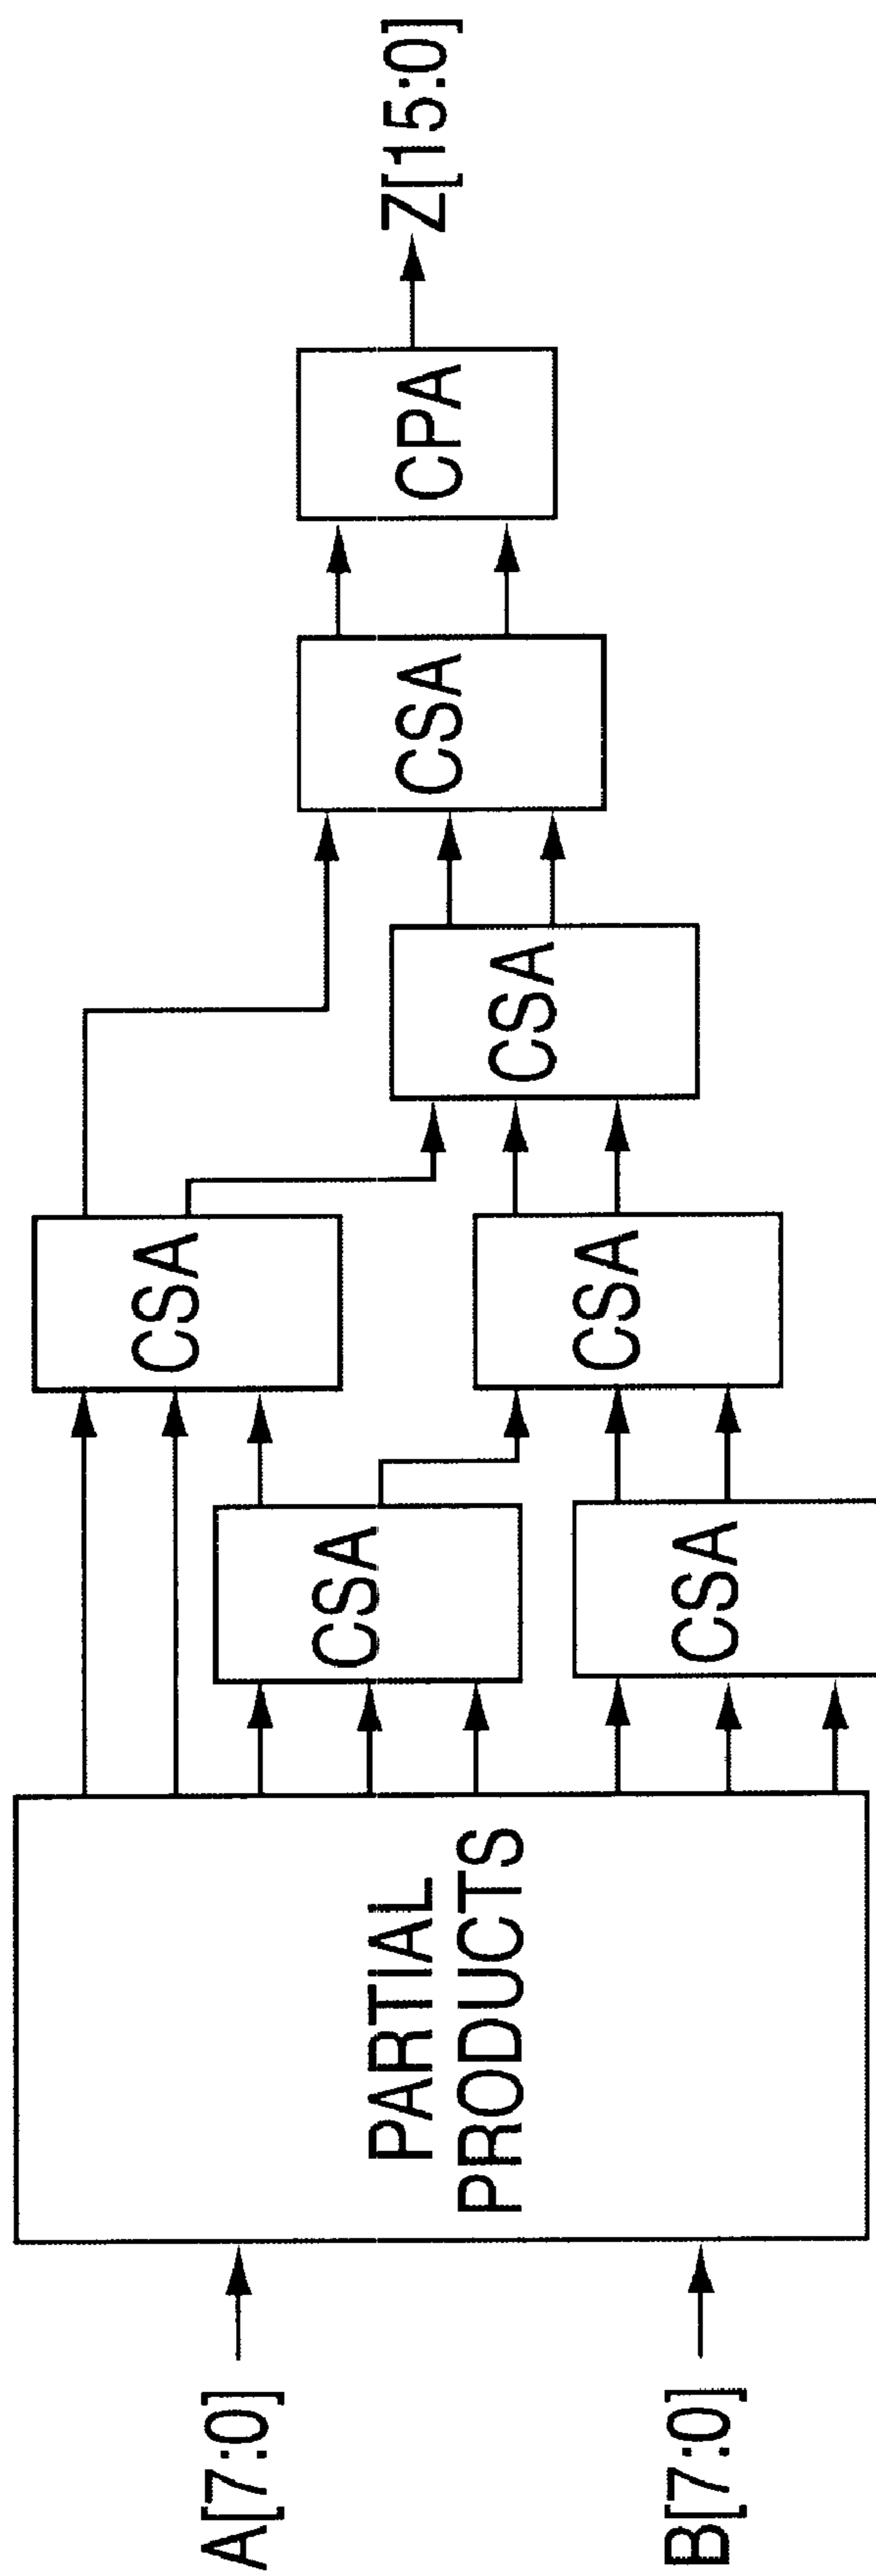 A[7:0]
B[7:0]
PARTIAL
PRODUCTS
CSA
CSA
CSA
CSA
CSA
CSA
CPA
Z[15:0]